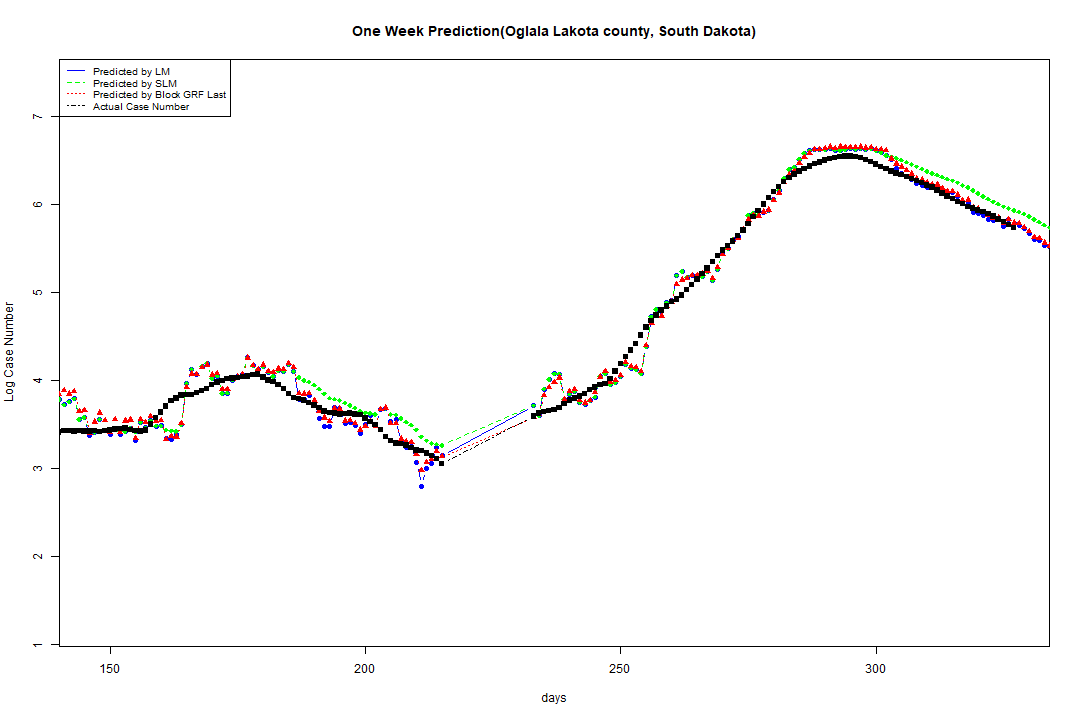 One Week Prediction(Oglala Lakota county, South Dakota)
Predicted by LM
Predicted by SLM
Predicted by Block GRF Last
Actual Case Number
7
6
5
4
3
2
1
Log Case Number
150 200 250 300
days